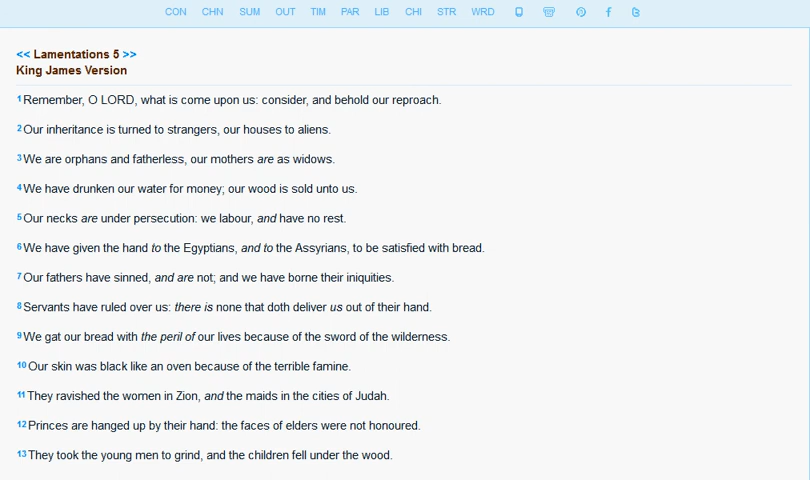 CON CHN SUM OUT TIM PAR LIB CHI STR WRD
<< Lamentations 5 >>
King James Version
1 Remember, O LORD, what is come upon us: consider, and behold our reproach.
2 Our inheritance is turned to strangers, our houses to aliens.
3 We are orphans and fatherless, our mothers are as widows.
4 We have drunken our water for money; our wood is sold unto us.
5 Our necks are under persecution: we labour, and have no rest.
6 We have given the hand to the Egyptians, and to the Assyrians, to be satisfied with bread.
7 Our fathers have sinned, and are not; and we have borne their iniquities.
8 Servants have ruled over us: there is none that doth deliver us out of their hand.
9 We gat our bread with the peril of our lives because of the sword of the wilderness.
10 Our skin was black like an oven because of the terrible famine.
11 They ravished the women in Zion, and the maids in the cities of Judah.
12 Princes are hanged up by their hand: the faces of elders were not honoured.
13 They took the young men to grind, and the children fell under the wood.